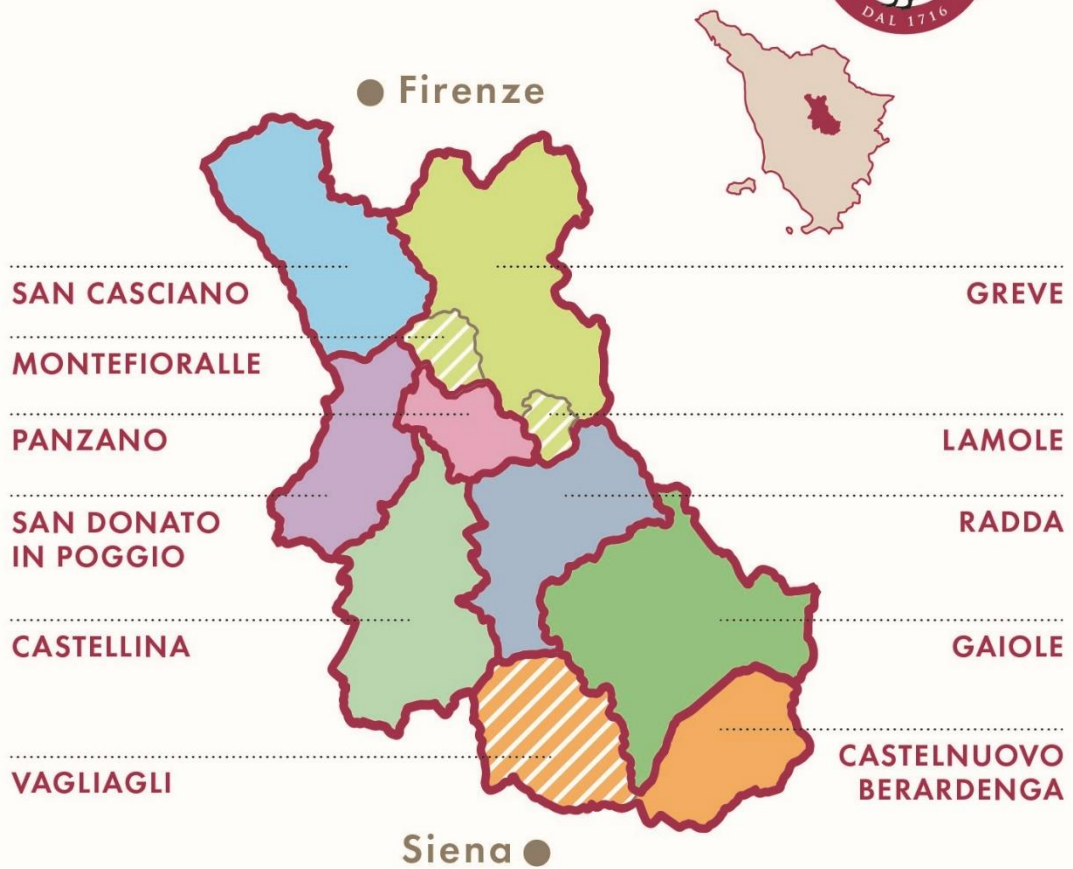 DAL 1716
Firenze
SAN CASCIANO
GREVE
MONTEFIORALLE
PANZANO
LAMOLE
SAN DONATO
IN POGGIO
RADDA
CASTELLINA
GAIOLE
VAGLIAGLI
CASTELNUOVO
BERARDENGA
Siena